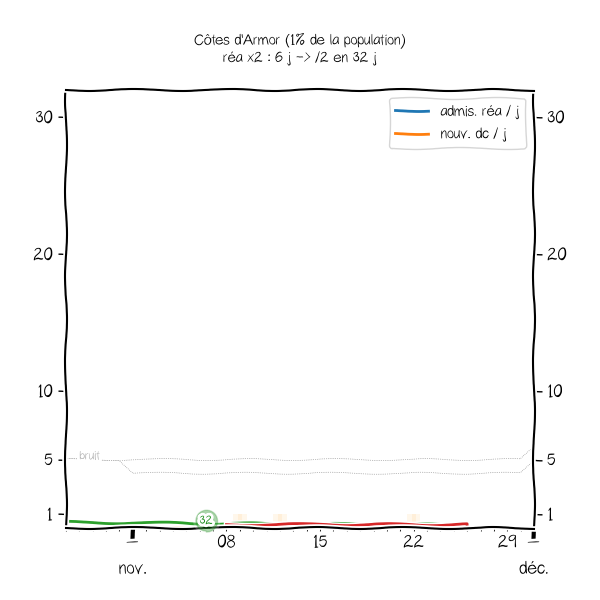 Côtes d'Armor (1% de la population)
réa x2 : 6 j -> /2 en 32 j
admis. réa / j
nouv. dc / j
30
30
20
20
10
10
bruit
5
5
32
1
1
08
15
22
29
nov.
déc.